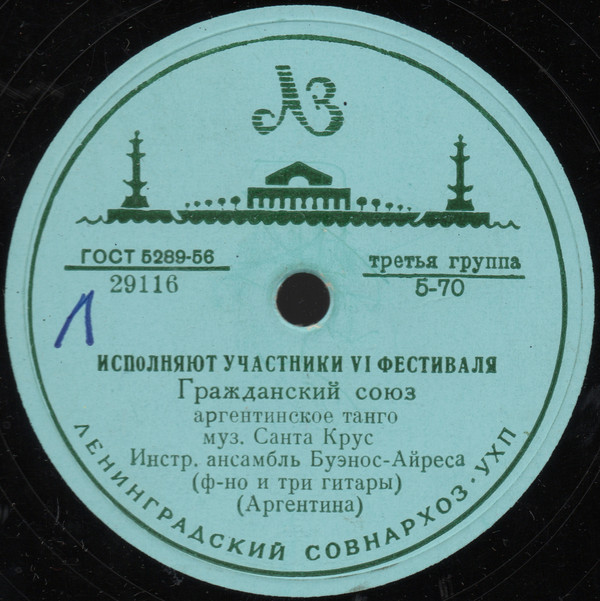 ЛЗ
ГОСТ 5289-56
29116
третья группа
5-70
Л
ИСПОЛНЯЮТ УЧАСТНИКИ VI ФЕСТИВАЛЯ
Гражданский союз
аргентинское танго
муз. Санта Крус
Инстр. ансамбль Буэнос-Айреса
(ф-но и три гитары)
(Аргентина)
ЛЕНИНГРАДСКИЙ СОВНАРХОЗ · УХП